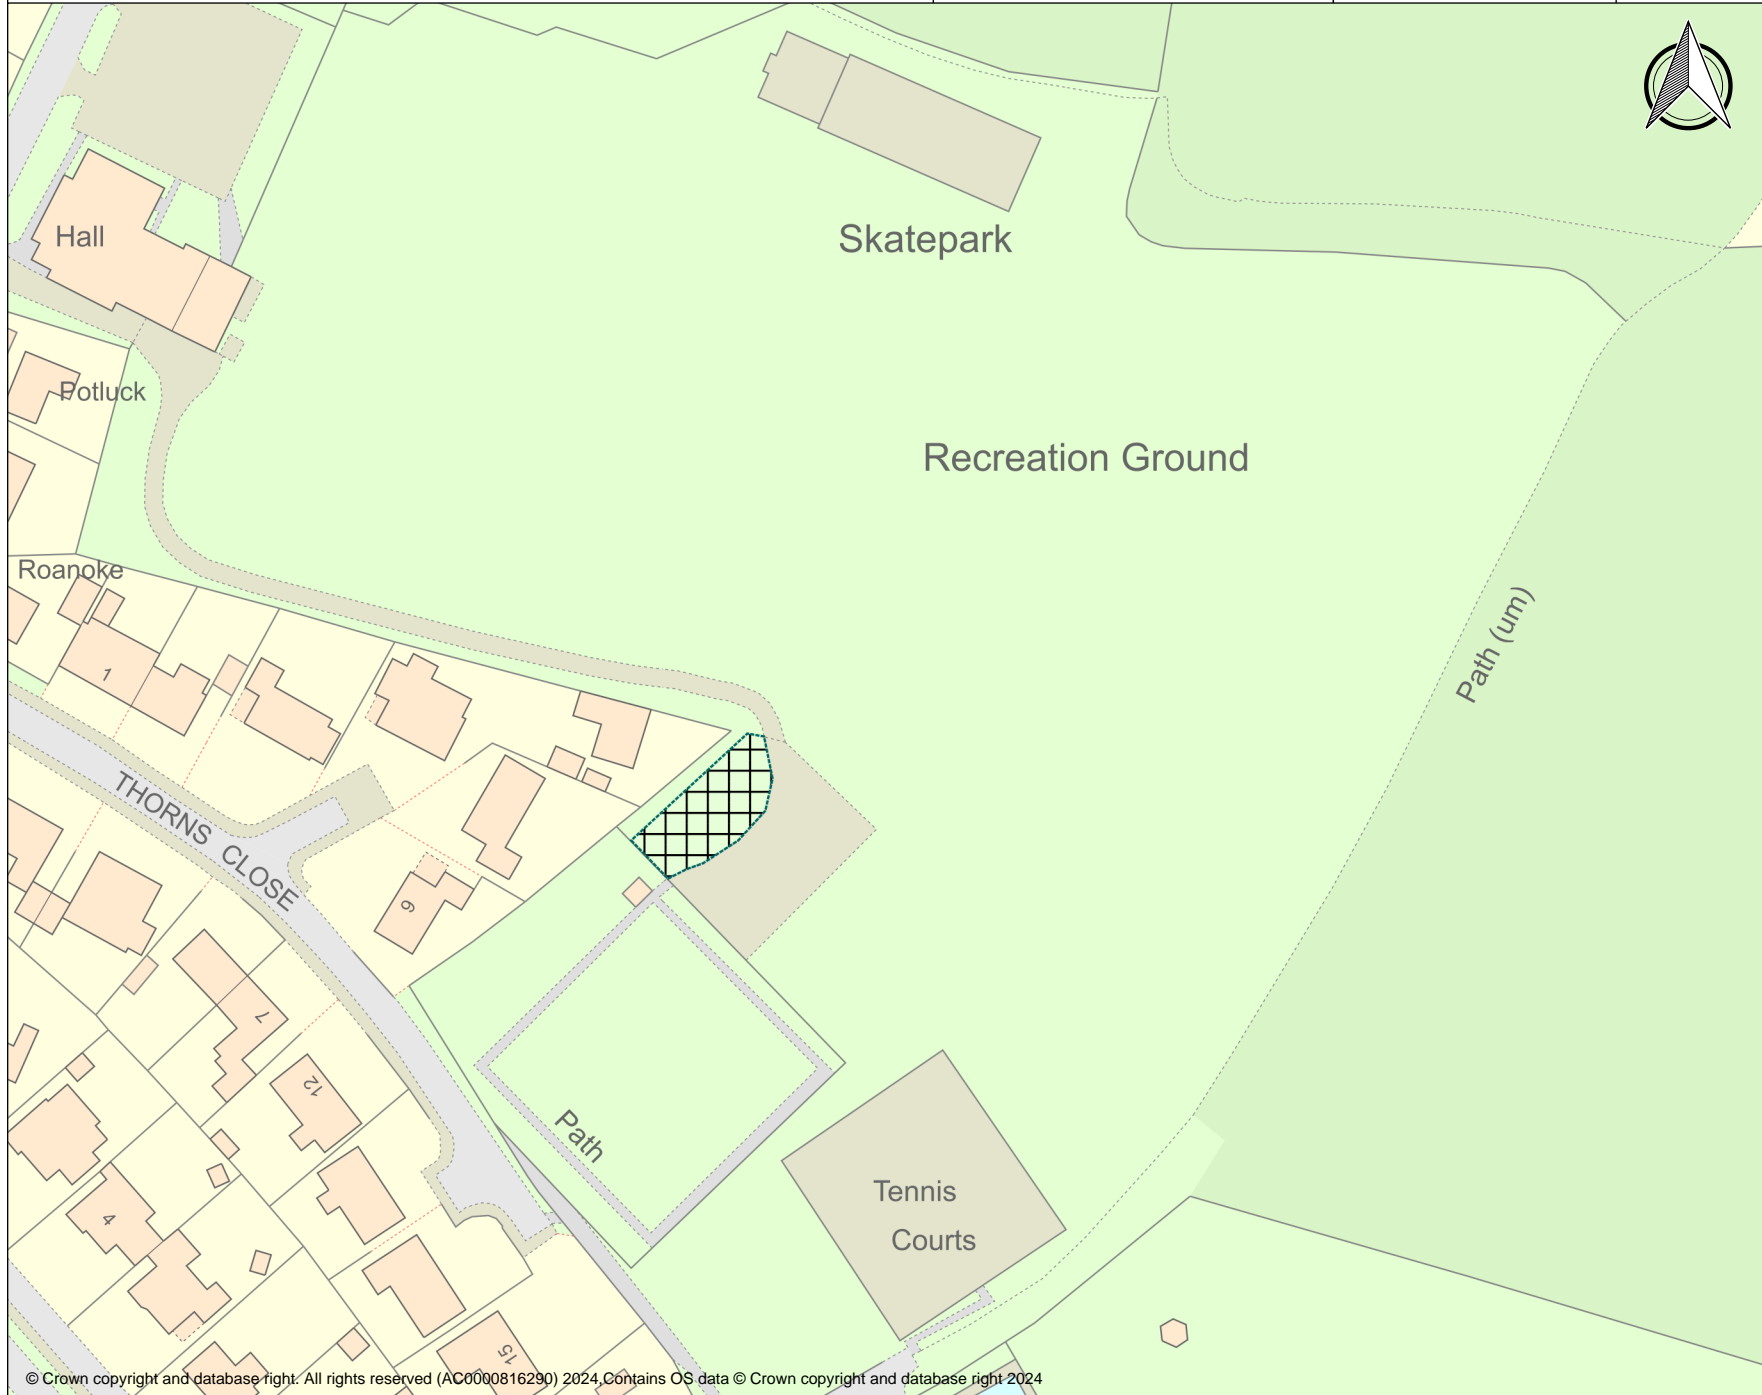 Hall
Skatepark
Potluck
Recreation Ground
Roanoke
Path (um)
1
THORNS CLOSE
9
7
12
Path
4
Tennis
Courts
15
© Crown copyright and database right. All rights reserved (AC0000816290) 2024,Contains OS data © Crown copyright and database right 2024